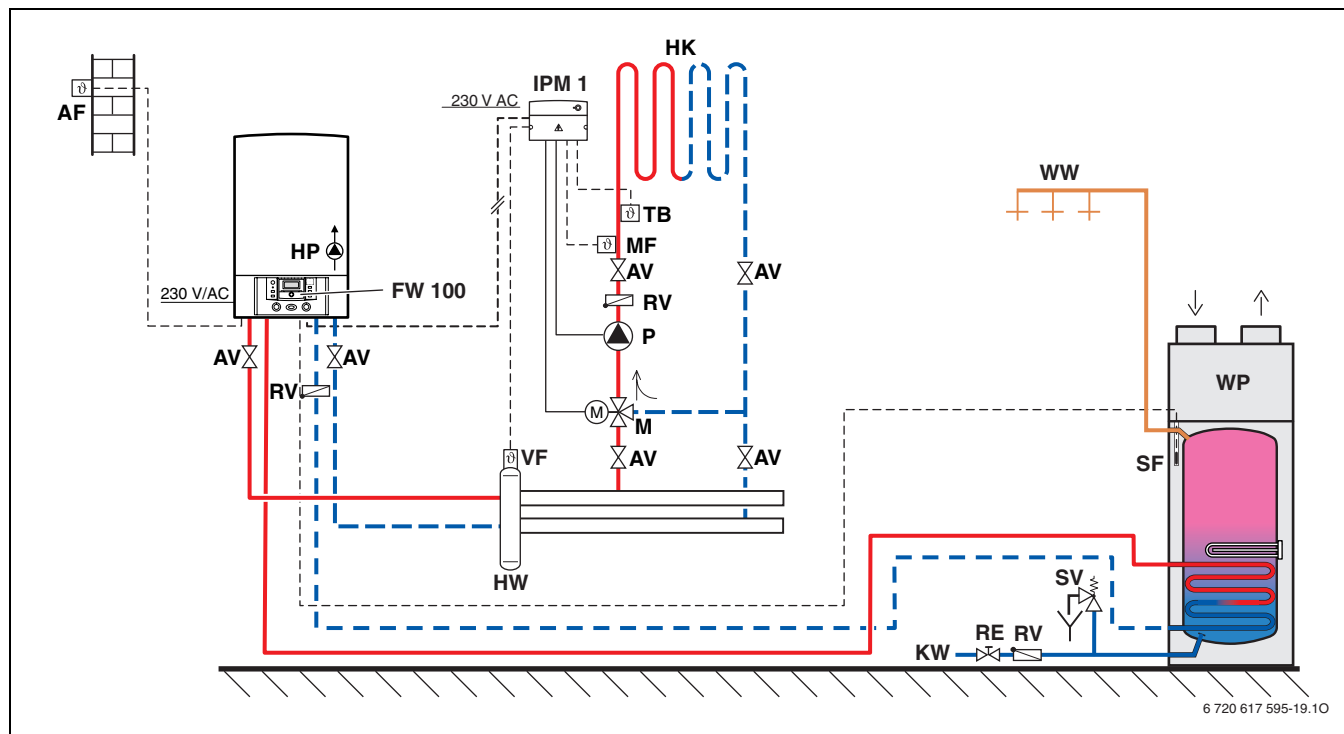 HK
IPM 1
230 V AC
AF
WW
TB
HP
MF
AV
AV
230 V/AC
FW 100
RV
P
AV
AV
WP
RV
M
M
VF
AV
AV
SF
HW
SV
RE
RV
KW
6 720 617 595-19.1O